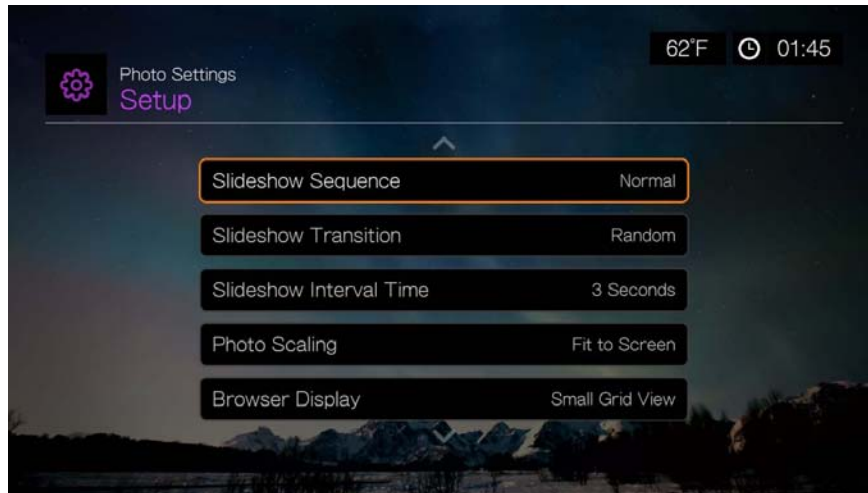 62°F 01:45
Photo Settings
Setup
Slideshow Sequence Normal
Slideshow Transition Random
Slideshow Interval Time 3 Seconds
Photo Scaling Fit to Screen
Browser Display Small Grid View